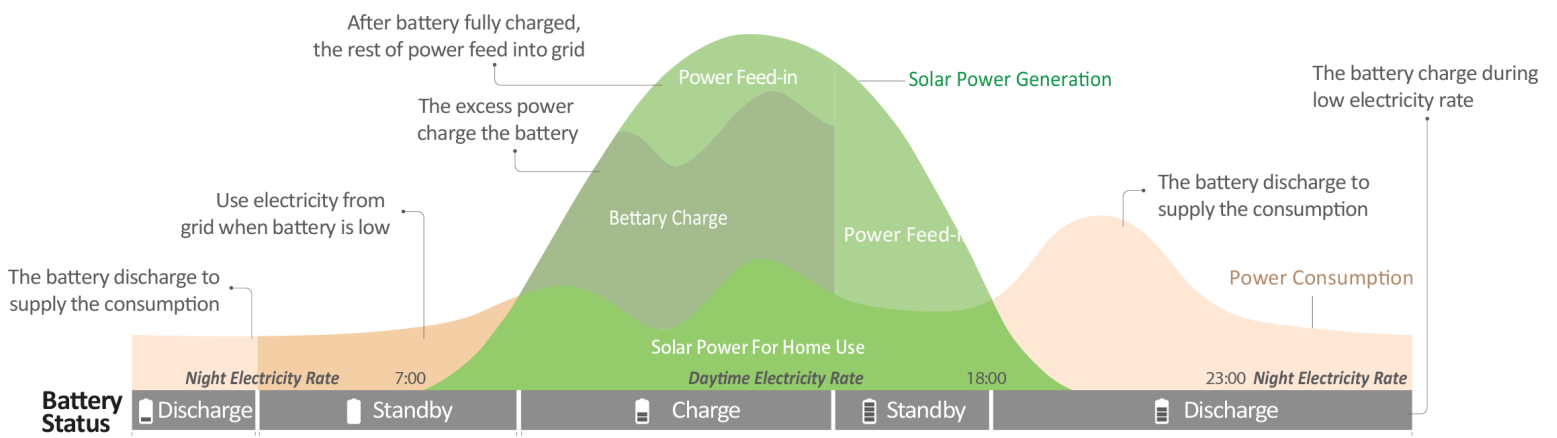 After battery fully charged,
the rest of power feed into grid
The excess power
charge the battery
Use electricity from
grid when battery is low
The battery discharge to
supply the consumption
Power Feed-in
Solar Power Generation
The battery charge during
low electricity rate
The battery discharge to
supply the consumption
Bettary Charge
Power Feed-i
Power Consumption
Solar Power For Home Use
Night Electricity Rate
7:00
Daytime Electricity Rate
18:00
23:00
Night Electricity Rate
Battery
Status
Discharge
Standby
Charge
Standby
Discharge